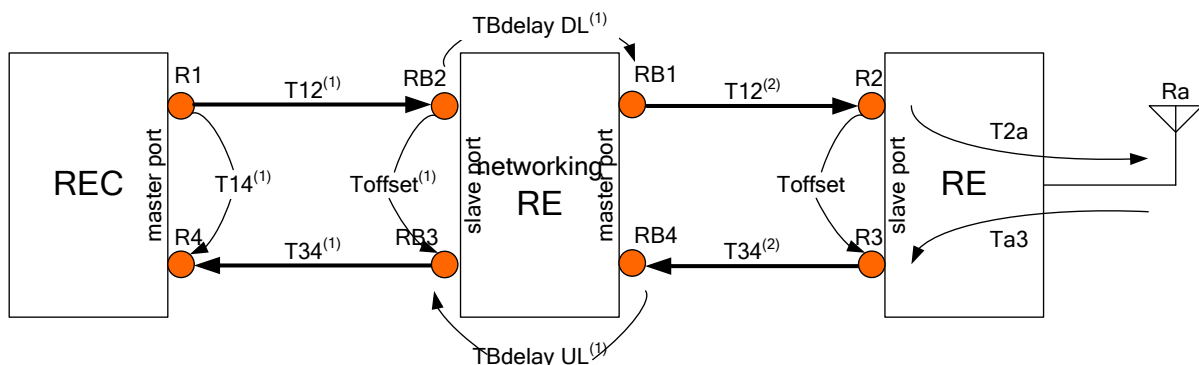 TBdelay DL(1)
R1
T12(1)
RB2
RB1
T12(2)
R2
Ra
T2a
REC
master port
T14(1)
Toffset(1)
slave port
networking
RE
master port
Toffset
slave port
RE
R4
T34(1)
RB3
RB4
T34(2)
R3
Ta3
TBdelay UL(1)